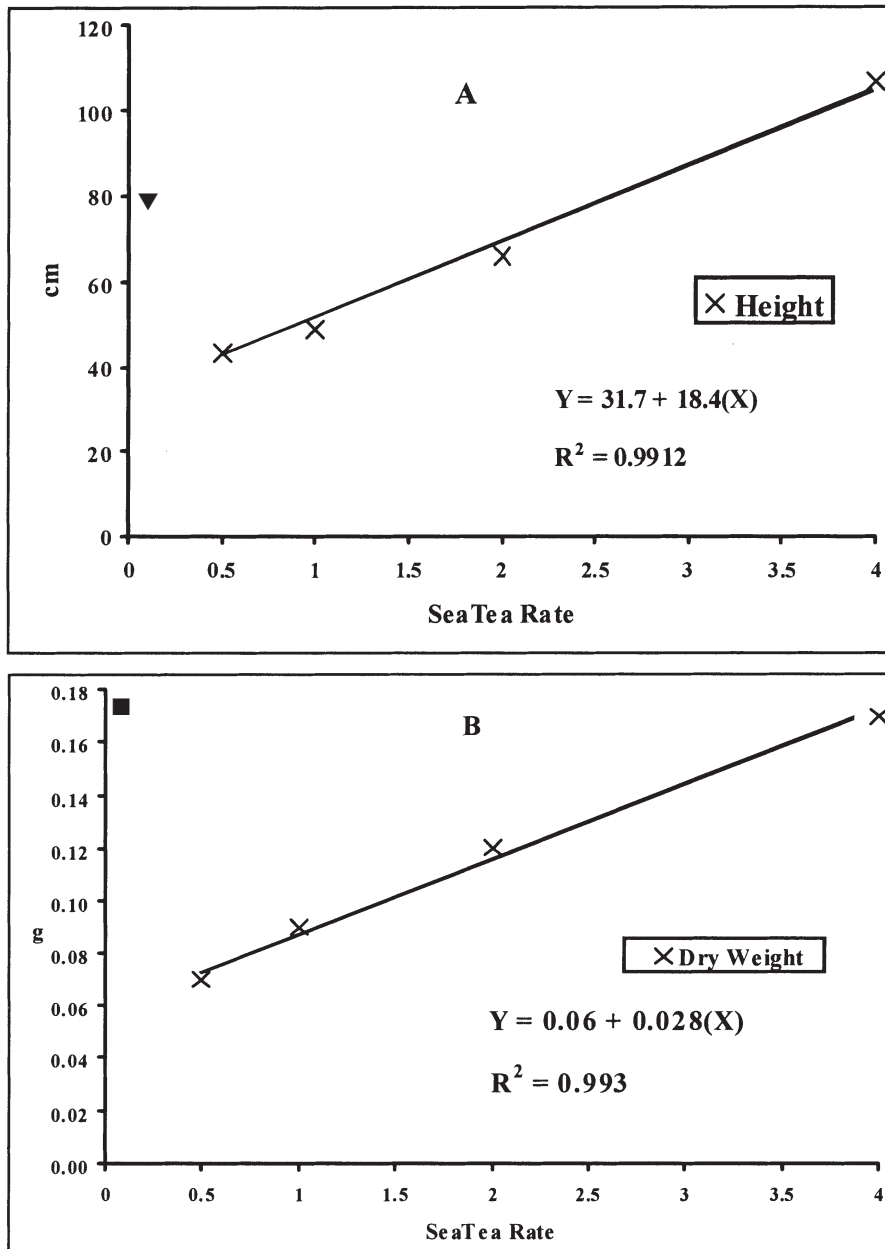 120
A
100
80
60
cm
× Height
40
Y = 31.7 + 18.4(X)
20
R² = 0.9912
0
0 0.5 1 1.5 2 2.5 3 3.5 4
SeaTea Rate
0.18
B
0.16
0.14
0.12
0.10
g
× Dry Weight
0.08
0.06
Y = 0.06 + 0.028(X)
0.04
R² = 0.993
0.02
0.00
0 0.5 1 1.5 2 2.5 3 3.5 4
SeaTea Rate